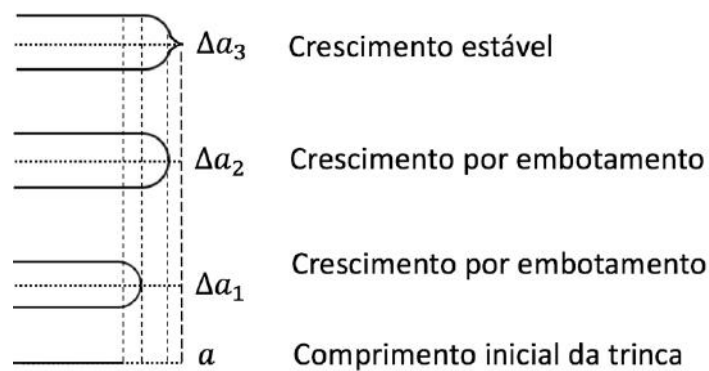 Δa₃ Crescimento estável
Δa₂ Crescimento por embotamento
Δa₁ Crescimento por embotamento
a Comprimento inicial da trinca